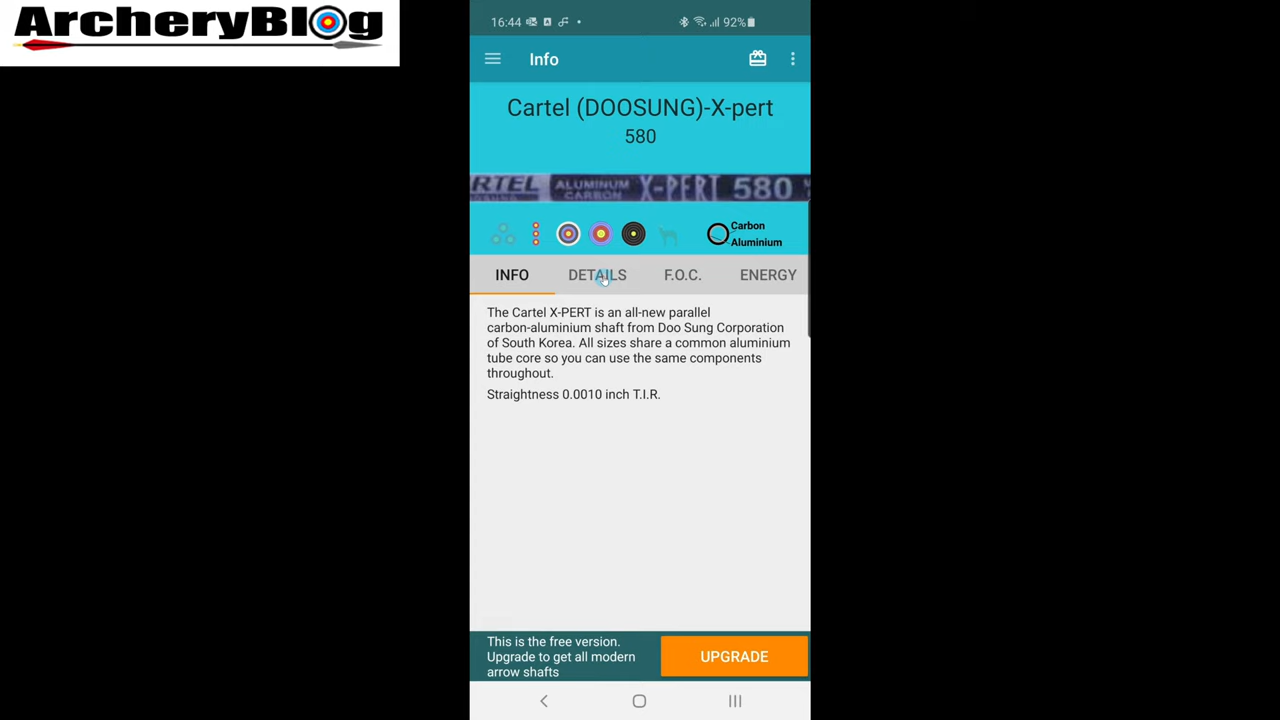 ArcheryBlog
16:44
92%
Info
Cartel (DOOSUNG)-X-pert
580
RTEL
ALUMINUM
CARBON
X-PERT 580
Carbon
Aluminium
INFO
DETAILS
F.O.C.
ENERGY
The Cartel X-PERT is an all-new parallel
carbon-aluminium shaft from Doo Sung Corporation
of South Korea. All sizes share a common aluminium
tube core so you can use the same components
throughout.
Straightness 0.0010 inch T.I.R.
This is the free version.
Upgrade to get all modern
arrow shafts
UPGRADE